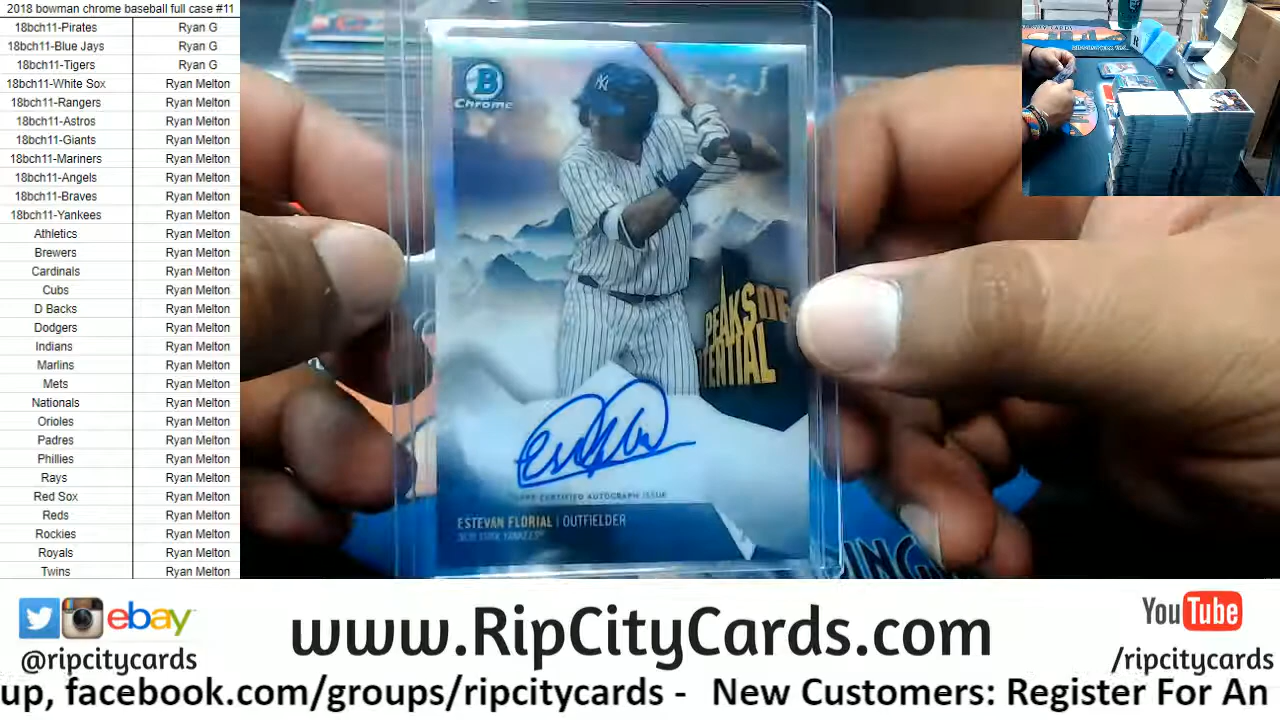 2018 bowman chrome baseball full case #11
18bch11-Pirates Ryan G
18bch11-Blue Jays Ryan G
18bch11-Tigers Ryan G
18bch11-White Sox Ryan Melton
18bch11-Rangers Ryan Melton
18bch11-Astros Ryan Melton
18bch11-Giants Ryan Melton
18bch11-Mariners Ryan Melton
18bch11-Angels Ryan Melton
18bch11-Braves Ryan Melton
18bch11-Yankees Ryan Melton
Athletics Ryan Melton
Brewers Ryan Melton
Cardinals Ryan Melton
Cubs Ryan Melton
D Backs Ryan Melton
Dodgers Ryan Melton
Indians Ryan Melton
Marlins Ryan Melton
Mets Ryan Melton
Nationals Ryan Melton
Orioles Ryan Melton
Padres Ryan Melton
Phillies Ryan Melton
Rays Ryan Melton
Red Sox Ryan Melton
Reds Ryan Melton
Rockies Ryan Melton
Royals Ryan Melton
Twins Ryan Melton
B
Chrome
NY
PEAKS OF
POTENTIAL
CERTIFIED AUTOGRAPH ISSUE
ESTEVAN FLORIAL | OUTFIELDER
NEW YORK YANKEES
ING
ebay
@ripcitycards
www.RipCityCards.com
YouTube
/ripcitycards
up, facebook.com/groups/ripcitycards - New Customers: Register For An